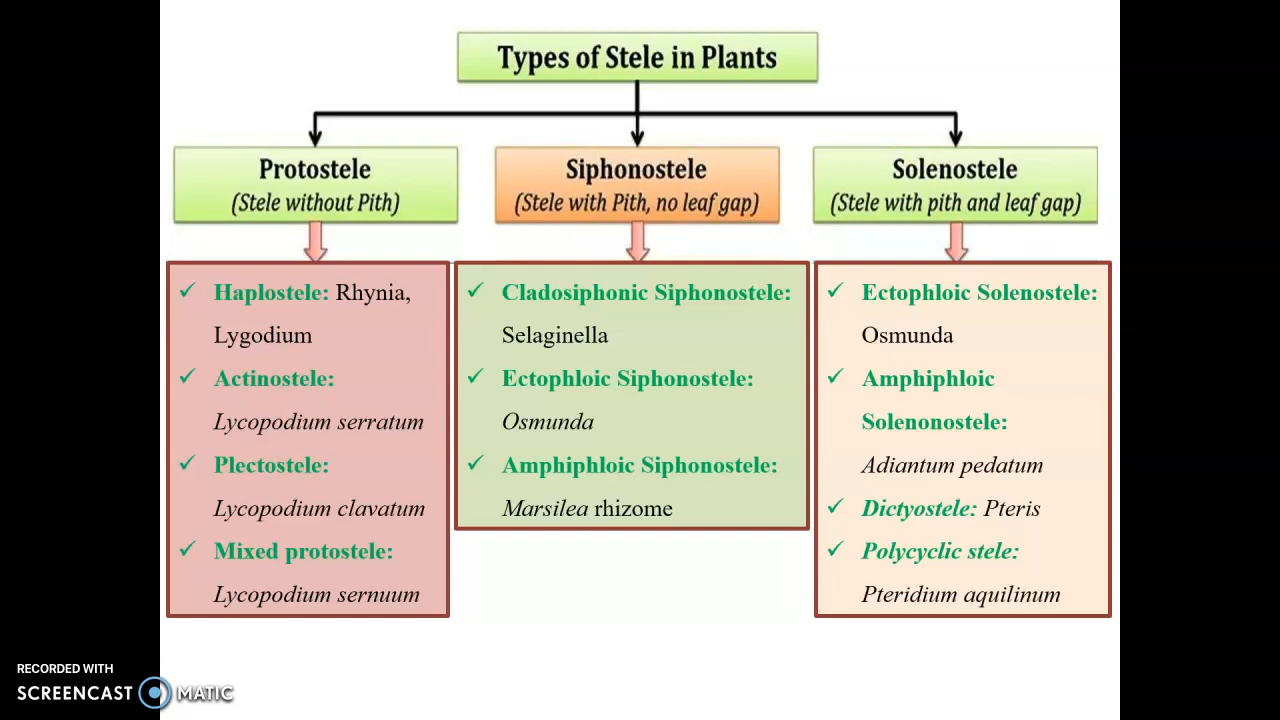 Types of Stele in Plants
Protostele
(Stele without Pith)
Haplostele: Rhynia,
Lygodium
Actinostele:
Lycopodium serratum
Plectostele:
Lycopodium clavatum
Mixed protostele:
Lycopodium sernuum
Siphonostele
(Stele with Pith, no leaf gap)
Cladosiphonic Siphonostele:
Selaginella
Ectophloic Siphonostele:
Osmunda
Amphiphloic Siphonostele:
Marsilea rhizome
Solenostele
(Stele with pith and leaf gap)
Ectophloic Solenostele:
Osmunda
Amphiphloic
Solenonostele:
Adiantum pedatum
Dictyostele: Pteris
Polycyclic stele:
Pteridium aquilinum
RECORDED WITH
SCREENCAST MATIC